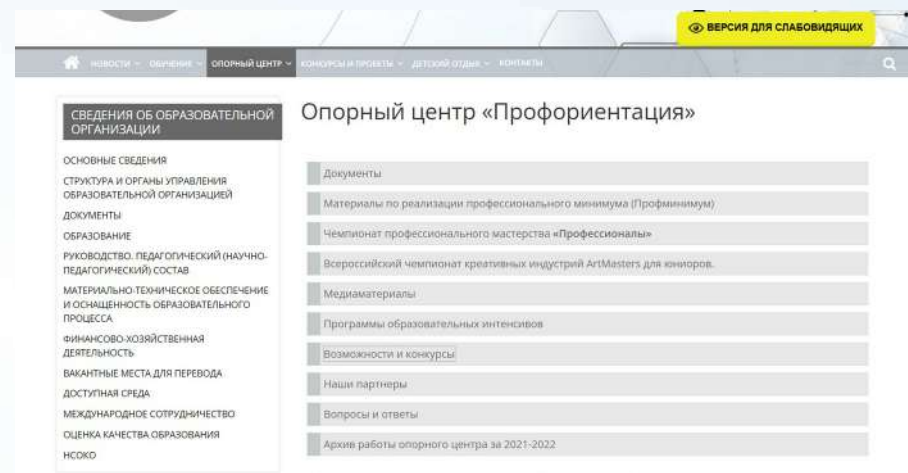 ВЕРСИЯ ДЛЯ СЛАБОВИДЯЩИХ
НОВОСТИ ОБУЧЕНИЕ ОПОРНЫЙ ЦЕНТР КОНКУРСЫ И ПРОЕКТЫ ДЕТСКИЙ ОТДЫХ КОНТАКТЫ
СВЕДЕНИЯ ОБ ОБРАЗОВАТЕЛЬНОЙ
ОРГАНИЗАЦИИ
ОСНОВНЫЕ СВЕДЕНИЯ
СТРУКТУРА И ОРГАНЫ УПРАВЛЕНИЯ
ОБРАЗОВАТЕЛЬНОЙ ОРГАНИЗАЦИЕЙ
ДОКУМЕНТЫ
ОБРАЗОВАНИЕ
РУКОВОДСТВО. ПЕДАГОГИЧЕСКИЙ (НАУЧНО-
ПЕДАГОГИЧЕСКИЙ) СОСТАВ
МАТЕРИАЛЬНО-ТЕХНИЧЕСКОЕ ОБЕСПЕЧЕНИЕ
И ОСНАЩЕННОСТЬ ОБРАЗОВАТЕЛЬНОГО
ПРОЦЕССА
ФИНАНСОВО-ХОЗЯЙСТВЕННАЯ
ДЕЯТЕЛЬНОСТЬ
ВАКАНТНЫЕ МЕСТА ДЛЯ ПЕРЕВОДА
ДОСТУПНАЯ СРЕДА
МЕЖДУНАРОДНОЕ СОТРУДНИЧЕСТВО
ОЦЕНКА КАЧЕСТВА ОБРАЗОВАНИЯ
НСОКО
Опорный центр «Профориентация»
Документы
Материалы по реализации профессионального минимума (Профминимум)
Чемпионат профессионального мастерства «Профессионалы»
Всероссийский чемпионат креативных индустрий ArtMasters для юниоров.
Медиаматериалы
Программы образовательных интенсивов
Возможности и конкурсы
Наши партнеры
Вопросы и ответы
Архив работы опорного центра за 2021-2022